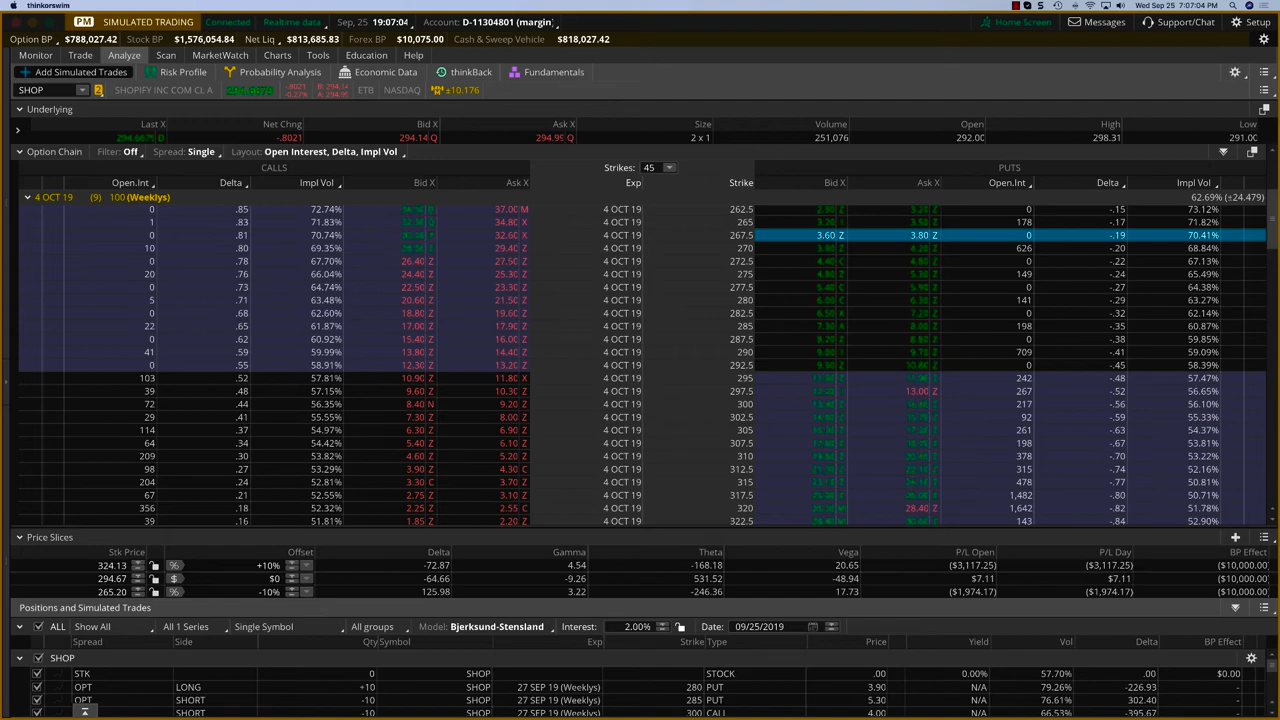 thinkorswim Wed Sep 25 7:07:04 PM
PM SIMULATED TRADING Connected Realtime data Sep, 25 19:07:04 Account: D-11304801 (margin) Home Screen Messages Support/Chat Setup
Option BP $788,027.42 Stock BP $1,576,054.84 Net Liq $813,685.83 Forex BP $10,075.00 Cash & Sweep Vehicle $818,027.42
Monitor Trade Analyze Scan MarketWatch Charts Tools Education Help
Add Simulated Trades Risk Profile Probability Analysis Economic Data thinkBack Fundamentals
SHOP 2 SHOPIFY INC COM CL A 294.6679 -.8021 -0.27% B: 294.14 A: 294.99 ETB NASDAQ ±10.176
Underlying
Last X Net Chng Bid X Ask X Size Volume Open High Low
294.6679 D -.8021 294.14 Q 294.99 Q 2 x 1 251,076 292.00 298.31 291.00
Option Chain Filter: Off Spread: Single Layout: Open Interest, Delta, Impl Vol
CALLS Strikes: 45 PUTS
Open.Int Delta Impl Vol Bid X Ask X Exp Strike Bid X Ask X Open.Int Delta Impl Vol
4 OCT 19 (9) 100 (Weeklys) 62.69% (±24.479)
0 .85 72.74% 37.00 M 4 OCT 19 262.5 0 -.15 73.12%
1 .83 71.83% 34.80 X 4 OCT 19 265 178 -.17 71.82%
0 .81 70.74% 32.60 X 4 OCT 19 267.5 3.60 Z 3.80 Z 0 -.19 70.41%
10 .80 69.35% 29.40 Z 4 OCT 19 270 626 -.20 68.84%
0 .78 67.70% 26.40 Z 27.50 Z 4 OCT 19 272.5 0 -.22 67.13%
20 .76 66.04% 24.40 Z 25.30 Z 4 OCT 19 275 149 -.24 65.49%
0 .73 64.74% 22.50 Z 23.30 Z 4 OCT 19 277.5 0 -.27 64.38%
5 .71 63.48% 20.60 Z 21.50 Z 4 OCT 19 280 141 -.29 63.27%
0 .68 62.60% 18.80 Z 19.60 Z 4 OCT 19 282.5 0 -.32 62.14%
22 .65 61.87% 17.00 Z 17.90 Z 4 OCT 19 285 198 -.35 60.87%
0 .62 60.92% 15.40 Z 16.00 Z 4 OCT 19 287.5 0 -.38 59.85%
41 .59 59.99% 13.80 Z 14.40 Z 4 OCT 19 290 709 -.41 59.09%
0 .55 58.91% 12.30 Z 13.20 Z 4 OCT 19 292.5 0 -.45 58.39%
103 .52 57.81% 10.90 Z 11.80 X 4 OCT 19 295 242 -.48 57.47%
39 .48 57.15% 9.60 Z 10.30 Z 4 OCT 19 297.5 13.00 Z 267 -.52 56.65%
72 .44 56.35% 8.40 N 9.20 Z 4 OCT 19 300 217 -.56 56.10%
29 .41 55.55% 7.30 Z 8.00 Z 4 OCT 19 302.5 92 -.59 55.33%
114 .37 54.97% 6.30 Z 6.90 Z 4 OCT 19 305 261 -.63 54.37%
64 .34 54.42% 5.40 Z 6.10 Z 4 OCT 19 307.5 198 -.67 53.81%
209 .30 53.82% 4.60 Z 5.20 Z 4 OCT 19 310 378 -.70 53.22%
98 .27 53.29% 3.90 Z 4.30 C 4 OCT 19 312.5 315 -.74 52.16%
204 .24 52.81% 3.30 C 3.70 Z 4 OCT 19 315 478 -.77 50.81%
67 .21 52.55% 2.75 Z 3.10 Z 4 OCT 19 317.5 1,482 -.80 50.71%
356 .18 52.32% 2.25 Z 2.55 C 4 OCT 19 320 28.40 Z 1,642 -.82 51.78%
39 .16 51.81% 1.85 Z 2.20 Z 4 OCT 19 322.5 143 -.84 52.90%
Price Slices
Stk Price Offset Delta Gamma Theta Vega P/L Open P/L Day BP Effect
324.13 % +10% -72.87 4.54 -168.18 20.65 ($3,117.25) ($3,117.25) ($10,000.00)
294.67 $ $0 -64.66 -9.26 531.52 -48.94 $7.11 $7.11 ($10,000.00)
265.20 % -10% 125.98 3.22 -246.36 17.73 ($1,974.17) ($1,974.17) ($10,000.00)
Positions and Simulated Trades
ALL Show All All 1 Series Single Symbol All groups Model: Bjerksund-Stensland Interest: 2.00% Date: 09/25/2019
Spread Side Qty Symbol Exp Strike Type Price Yield Vol Delta BP Effect
SHOP
STK 0 SHOP STOCK .00 0.00% 57.70% .00 $0.00
OPT LONG +10 SHOP 27 SEP 19 (Weeklys) 280 PUT 3.90 N/A 79.26% -226.93 -
OPT SHORT -10 SHOP 27 SEP 19 (Weeklys) 285 PUT 5.30 N/A 76.61% 302.40 -
SHORT -10 SHOP 27 SEP 19 (Weeklys) 300 CALL 4.00 N/A 66.53% -395.67 -